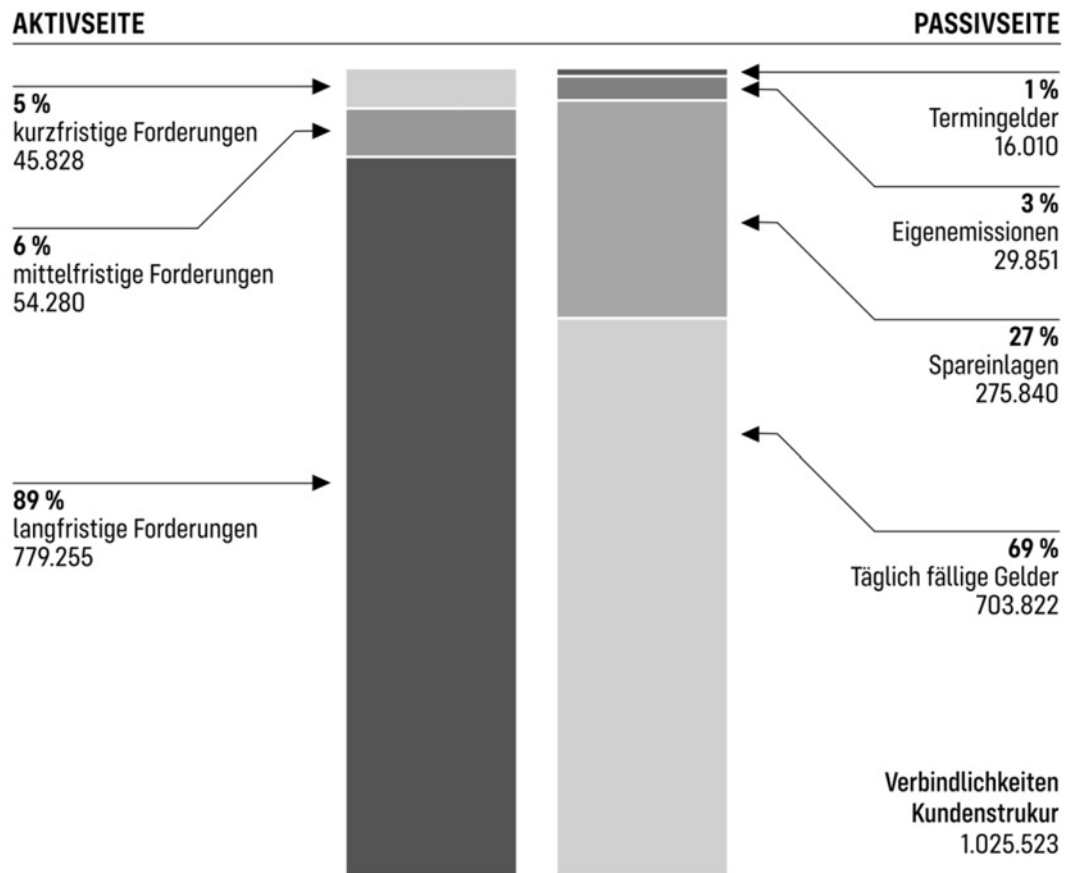 AKTIVSEITE
PASSIVSEITE
5 %
kurzfristige Forderungen
45.828
6 %
mittelfristige Forderungen
54.280
89 %
langfristige Forderungen
779.255
1 %
Termingelder
16.010
3 %
Eigenemissionen
29.851
27 %
Spareinlagen
275.840
69 %
Täglich fällige Gelder
703.822
Verbindlichkeiten
Kundenstrukur
1.025.523